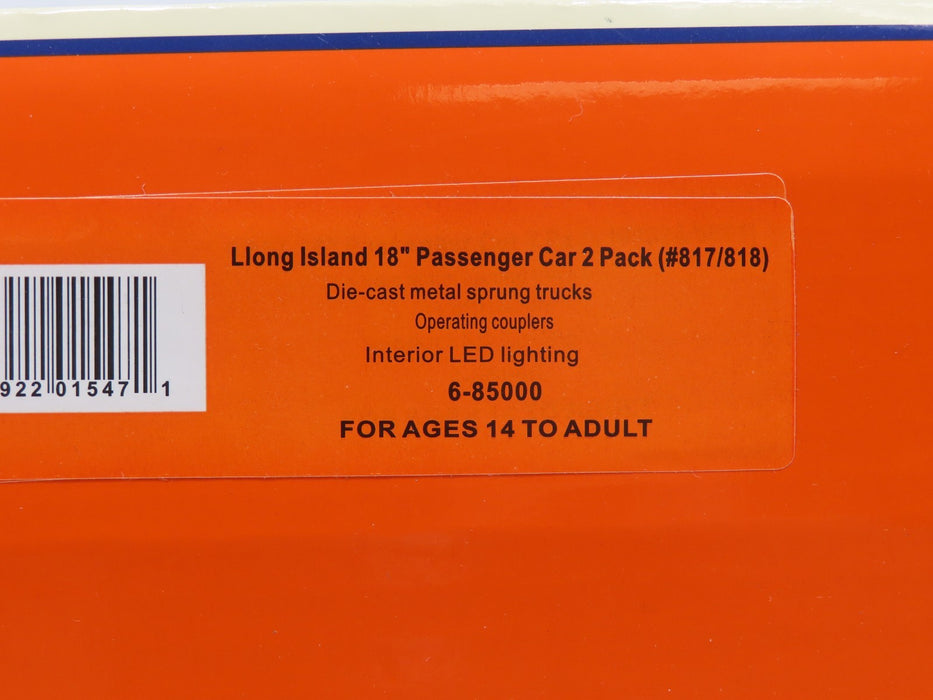 Llong Island 18" Passenger Car 2 Pack (#817/818)
Die-cast metal sprung trucks
Operating couplers
Interior LED lighting
6-85000
FOR AGES 14 TO ADULT
922 01547 1